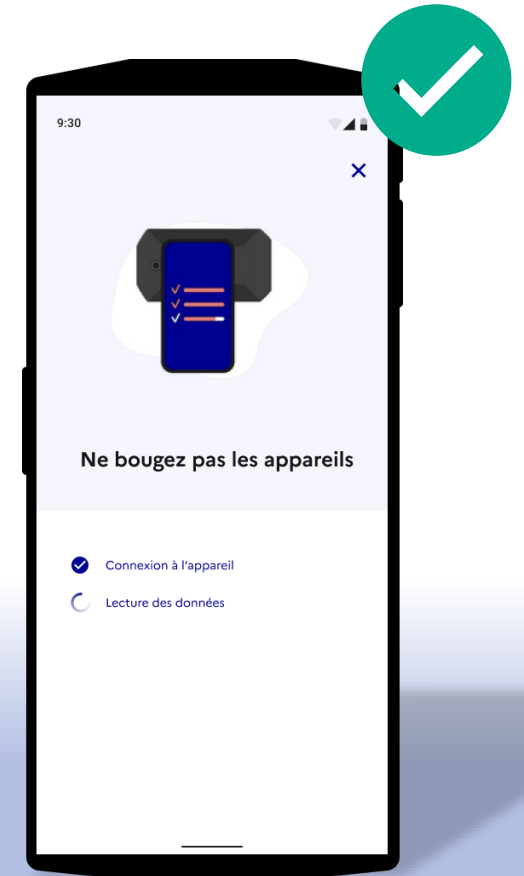 9:30
Ne bougez pas les appareils
Connexion à l'appareil
Lecture des données